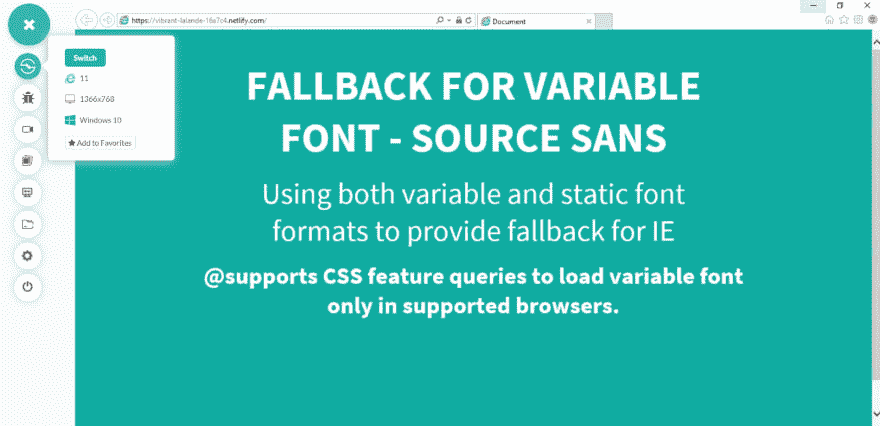 https://vibrant-lalande-16a7c4.netlify.com/
Document
Switch
11
1366x768
Windows 10
Add to Favorites
FALLBACK FOR VARIABLE
FONT - SOURCE SANS
Using both variable and static font
formats to provide fallback for IE
@supports CSS feature queries to load variable font
only in supported browsers.